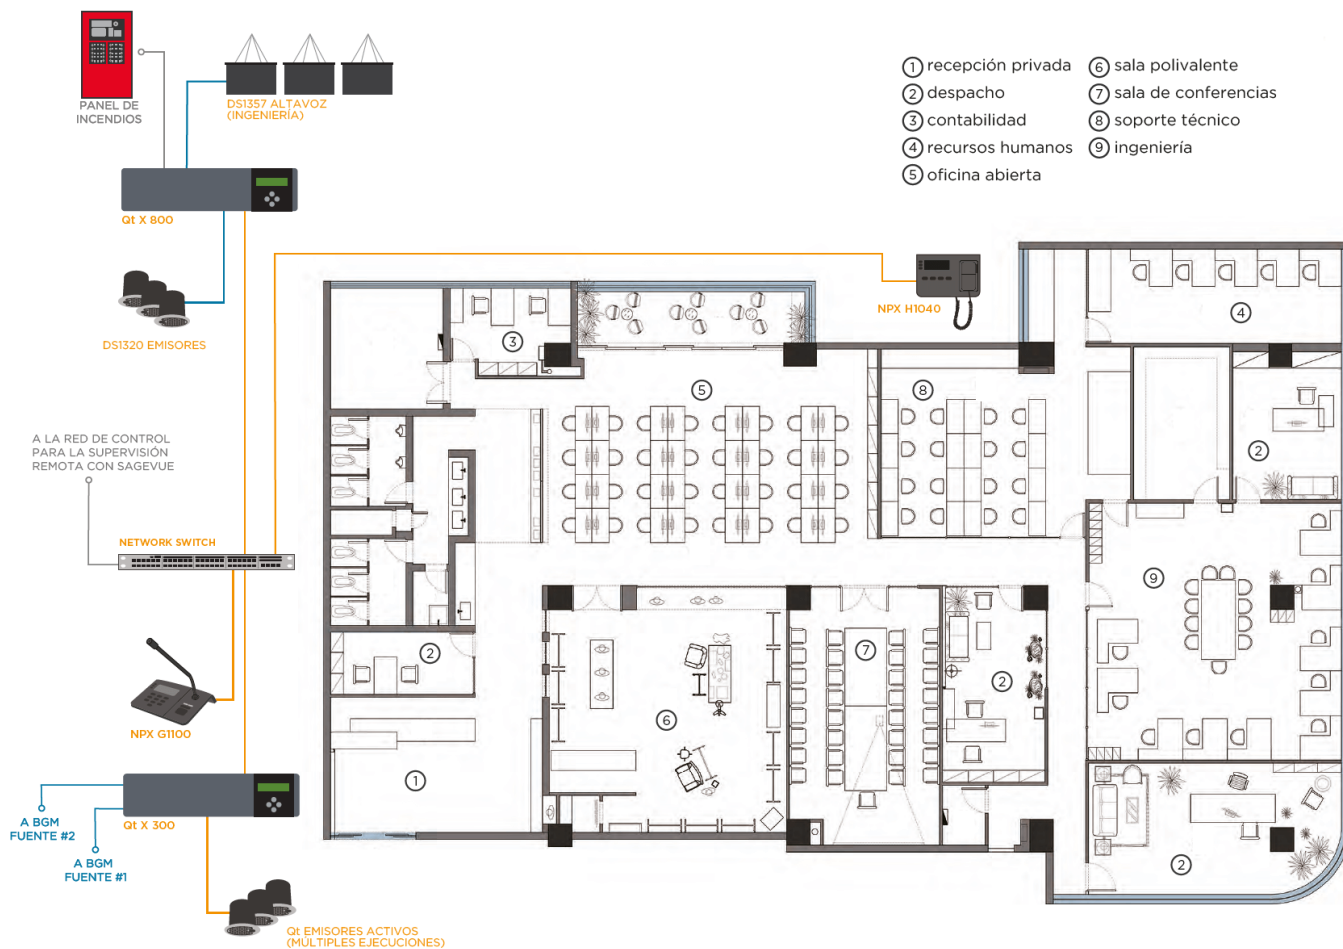 PANEL DE
INCENDIOS
DS1357 ALTAVOZ
(INGENIERÍA)
Qt X 800
DS1320 EMISORES
A LA RED DE CONTROL
PARA LA SUPERVISIÓN
REMOTA CON SAGEVUE
NETWORK SWITCH
NPX G1100
Qt X 300
A BGM
FUENTE #2
A BGM
FUENTE #1
Qt EMISORES ACTIVOS
(MÚLTIPLES EJECUCIONES)
NPX H1040
1 recepción privada
2 despacho
3 contabilidad
4 recursos humanos
5 oficina abierta
6 sala polivalente
7 sala de conferencias
8 soporte técnico
9 ingeniería
4
3
5
8
2
9
2
7
2
6
1
2